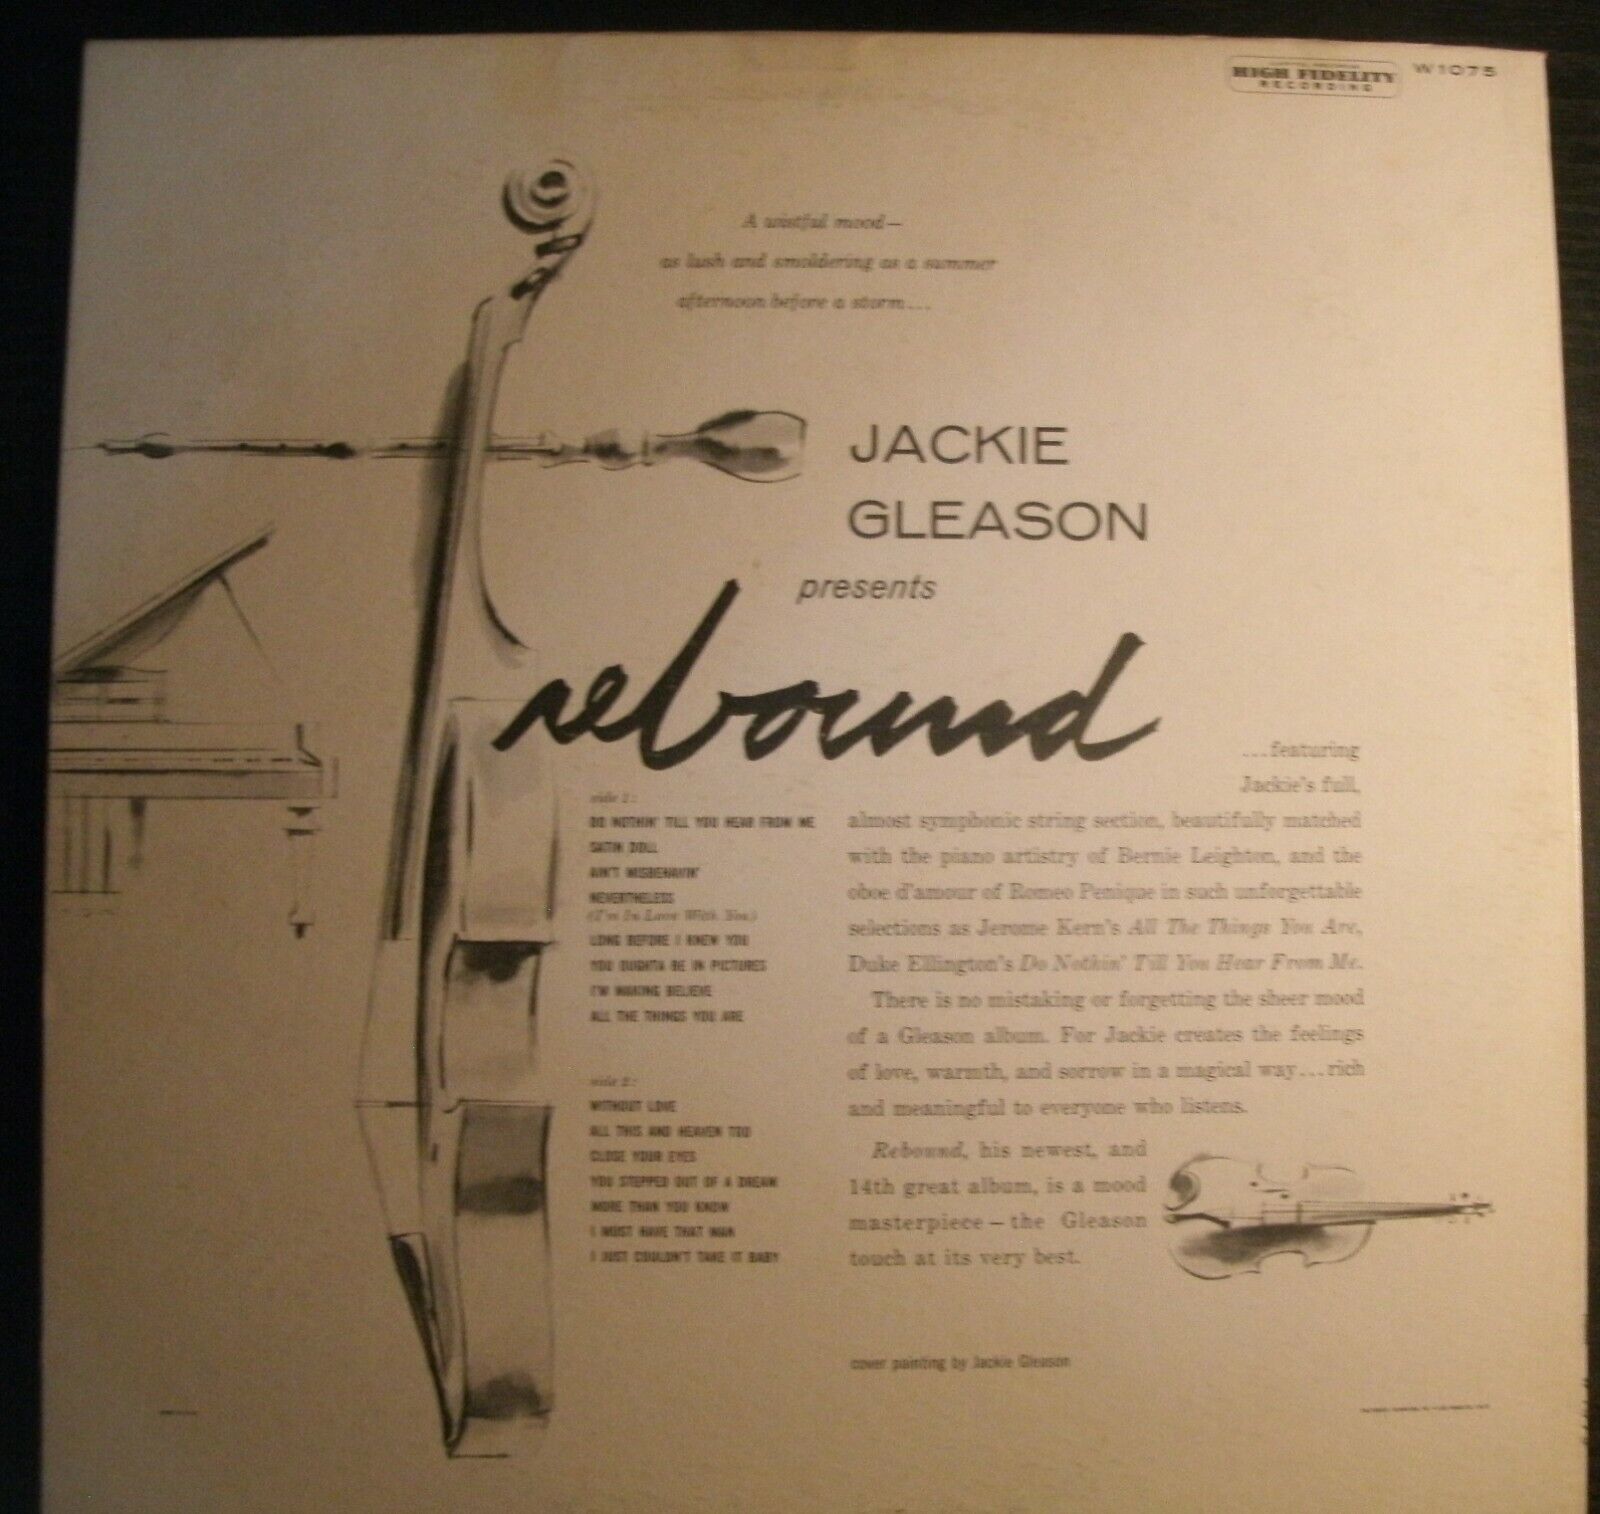 HIGH FIDELITY
RECORDING
W1075
A wistful mood—
as lush and smoldering as a summer
afternoon before a storm...
JACKIE
GLEASON
presents
rebound
side 1:
DO NOTHIN' TILL YOU HEAR FROM ME
SATIN DOLL
AIN'T MISBEHAVIN'
NEVERTHELESS
(I'm In Love With You)
LONG BEFORE I KNEW YOU
YOU OUGHTA BE IN PICTURES
I'M MAKING BELIEVE
ALL THE THINGS YOU ARE
side 2:
WITHOUT LOVE
ALL THIS AND HEAVEN TOO
CLOSE YOUR EYES
YOU STEPPED OUT OF A DREAM
MORE THAN YOU KNOW
I MUST HAVE THAT MAN
I JUST COULDN'T TAKE IT BABY
...featuring
Jackie's full,
almost symphonic string section, beautifully matched
with the piano artistry of Bernie Leighton, and the
oboe d'amour of Romeo Penique in such unforgettable
selections as Jerome Kern's All The Things You Are,
Duke Ellington's Do Nothin' Till You Hear From Me.
There is no mistaking or forgetting the sheer mood
of a Gleason album. For Jackie creates the feelings
of love, warmth, and sorrow in a magical way...rich
and meaningful to everyone who listens.
Rebound, his newest, and
14th great album, is a mood
masterpiece – the Gleason
touch at its very best.
cover painting by Jackie Gleason